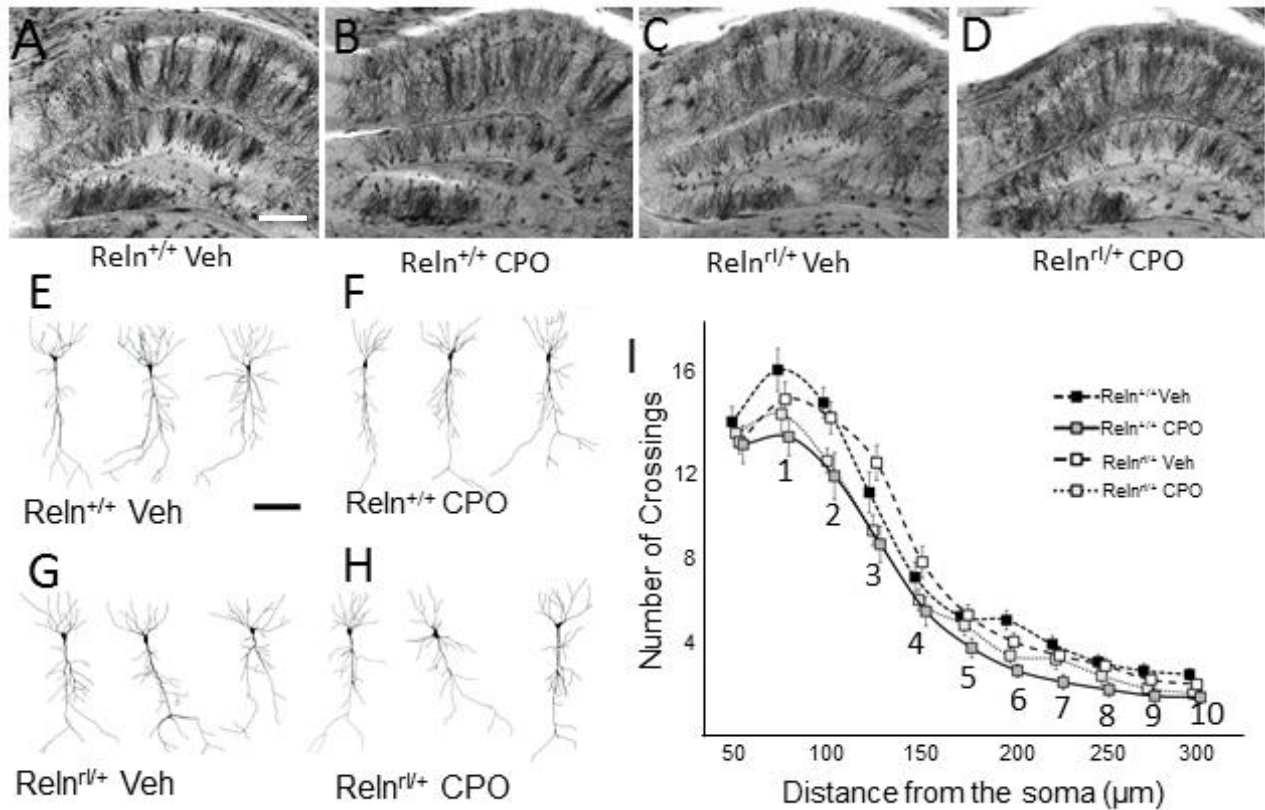 A
B
C
D
Reln+/+ Veh
Reln+/+ CPO
Relnrl/+ Veh
Relnrl/+ CPO
E
F
Reln+/+ Veh
Reln+/+ CPO
G
H
Relnrl/+ Veh
Relnrl/+ CPO
I
Number of Crossings
16
12
8
4
Reln+/+ Veh
Reln+/+ CPO
Relnrl/+ Veh
Relnrl/+ CPO
1
2
3
4
5
6
7
8
9
10
50
100
150
200
250
300
Distance from the soma (µm)